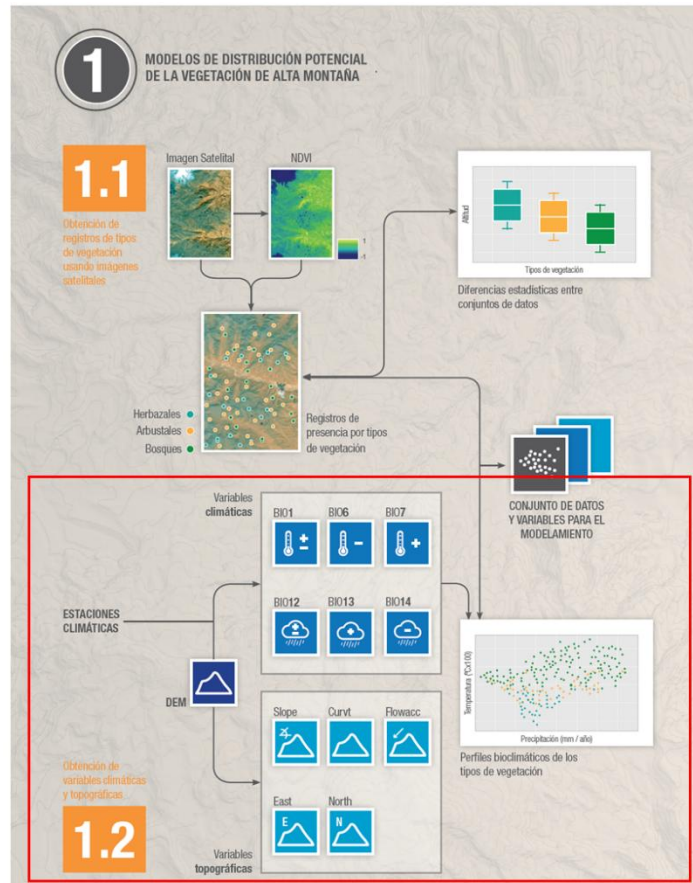 1
MODELOS DE DISTRIBUCIÓN POTENCIAL
DE LA VEGETACIÓN DE ALTA MONTAÑA
1.1
Obtención de
registros de tipos
de vegetación
usando imágenes
satelitales
Imagen Satelital
NDVI
1
-1
Altitud
Tipos de vegetación
Diferencias estadísticas entre
conjuntos de datos
Herbazales
Arbustales
Bosques
Registros de
presencia por tipos
de vegetación
CONJUNTO DE DATOS
Y VARIABLES PARA EL
MODELAMIENTO
Variables
climáticas
BIO1
BIO6
BIO7
BIO12
BIO13
BIO14
ESTACIONES
CLIMÁTICAS
DEM
Slope
Curvt
Flowacc
East
North
E
N
Variables
topográficas
Temperatura (ºCx100)
Precipitación (mm / año)
Perfiles bioclimáticos de los
tipos de vegetación
Obtención de
variables climáticas
y topográficas
1.2